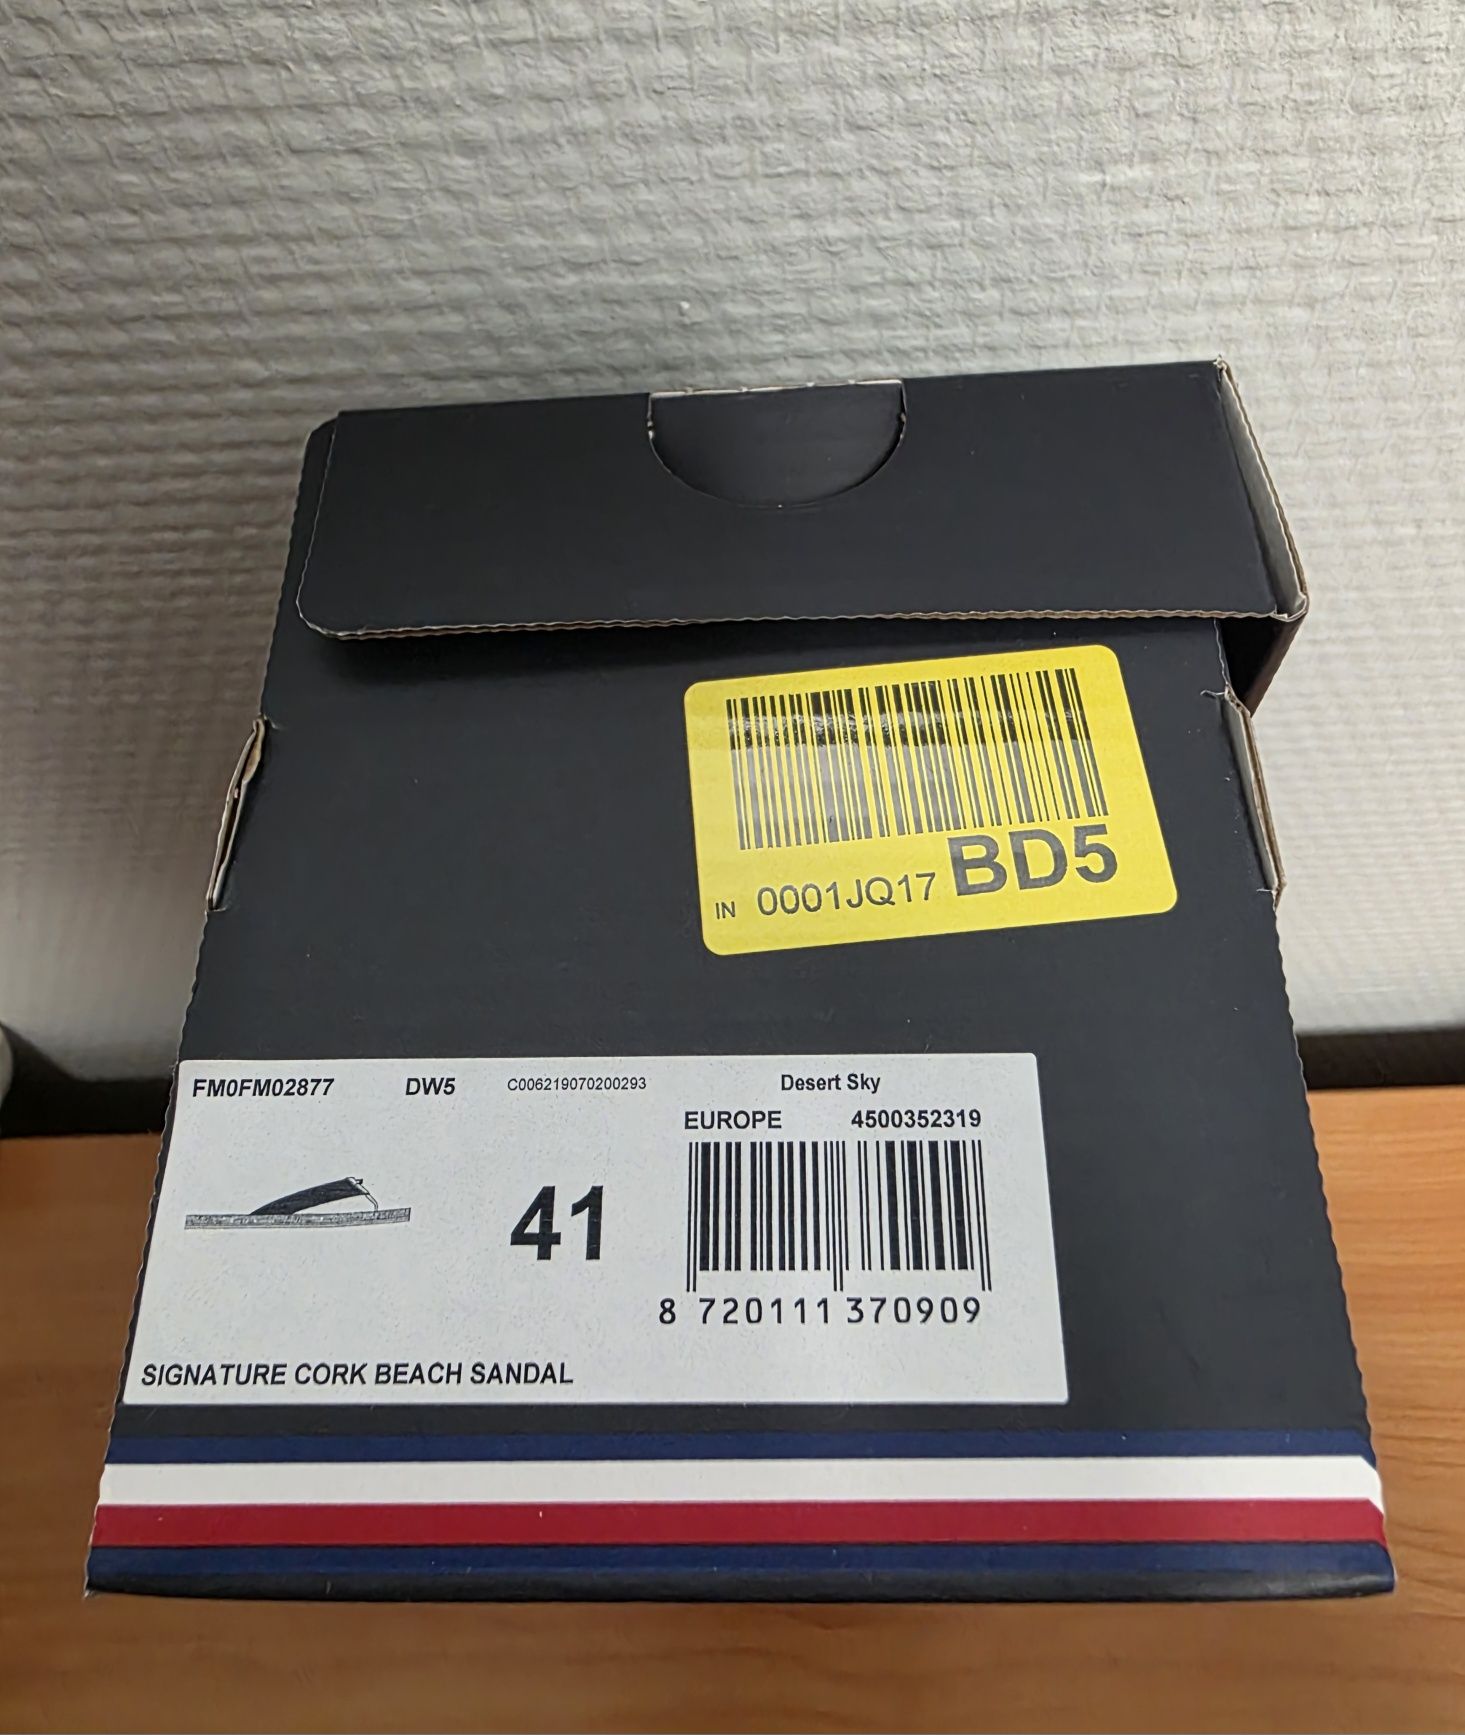 BD5
IN 0001JQ17
FM0FM02877 DW5 C006219070200293 Desert Sky
EUROPE 4500352319
41
8 720111 370909
SIGNATURE CORK BEACH SANDAL